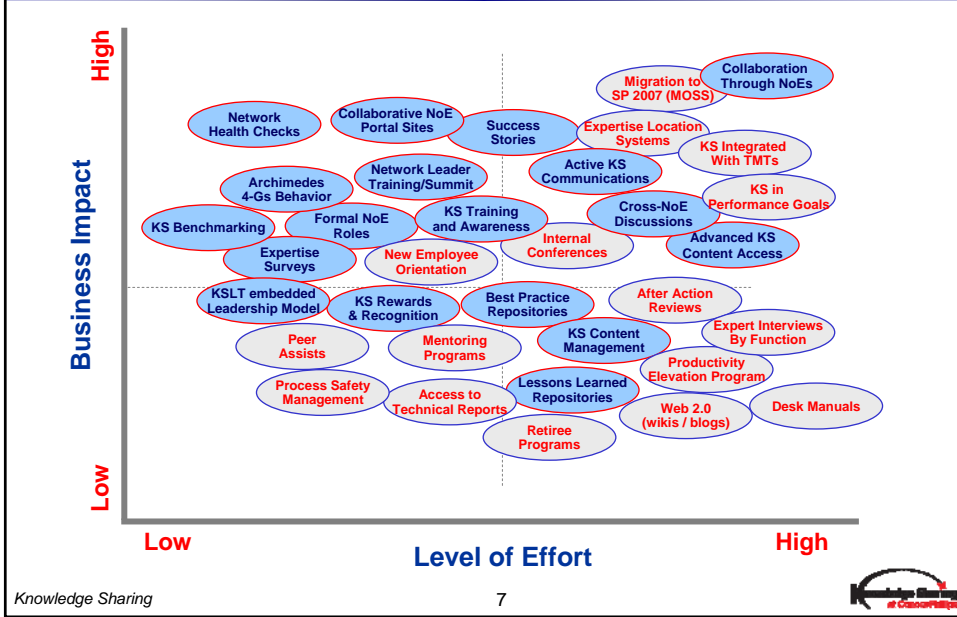 High
Business Impact
Low
Migration to
SP 2007 (MOSS)
Collaboration
Through NoEs
Network
Health Checks
Collaborative NoE
Portal Sites
Success
Stories
Expertise Location
Systems
KS Integrated
With TMTs
Archimedes
4-Gs Behavior
Network Leader
Training/Summit
Active KS
Communications
KS in
Performance Goals
KS Benchmarking
Formal NoE
Roles
KS Training
and Awareness
Cross-NoE
Discussions
Internal
Conferences
Advanced KS
Content Access
Expertise
Surveys
New Employee
Orientation
KSLT embedded
Leadership Model
KS Rewards
& Recognition
Best Practice
Repositories
After Action
Reviews
Peer
Assists
Mentoring
Programs
KS Content
Management
Expert Interviews
By Function
Productivity
Elevation Program
Process Safety
Management
Access to
Technical Reports
Lessons Learned
Repositories
Web 2.0
(wikis / blogs)
Desk Manuals
Retiree
Programs
Low
Level of Effort
High
Knowledge Sharing
7
Knowledge Sharing
at ConocoPhillips